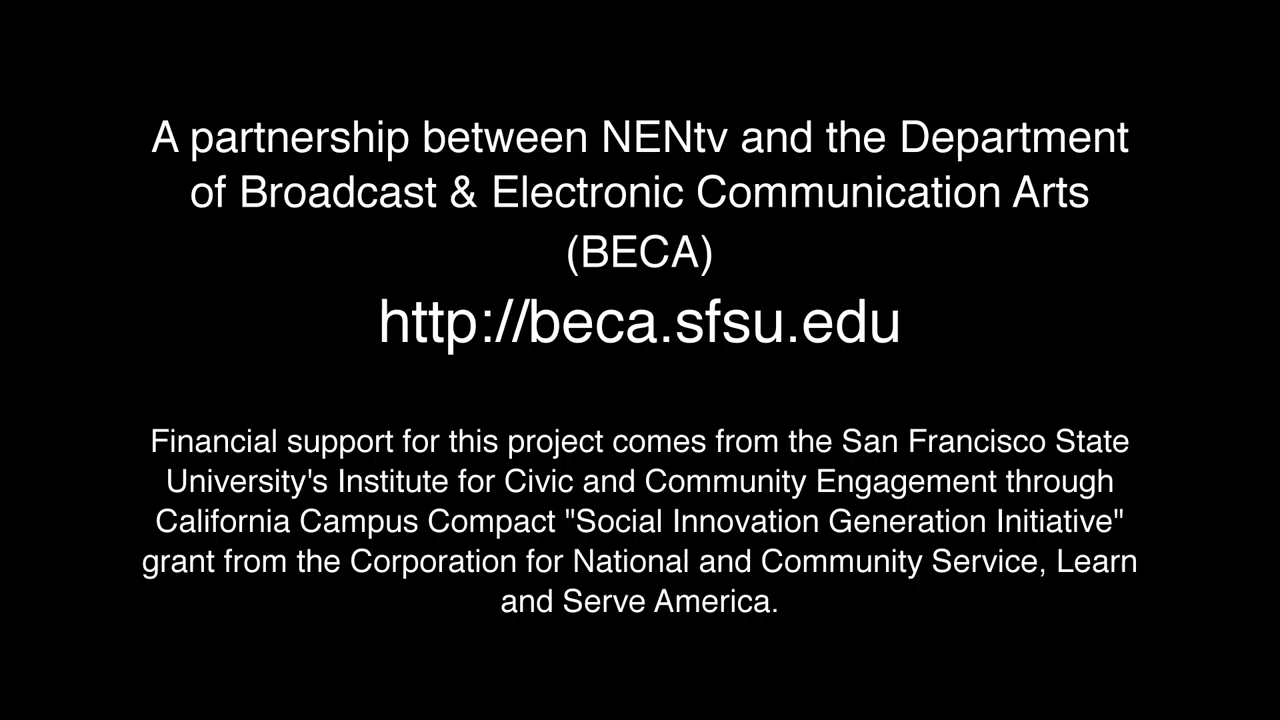 A partnership between NENtv and the Department
of Broadcast & Electronic Communication Arts
(BECA)
http://beca.sfsu.edu
Financial support for this project comes from the San Francisco State
University's Institute for Civic and Community Engagement through
California Campus Compact "Social Innovation Generation Initiative"
grant from the Corporation for National and Community Service, Learn
and Serve America.